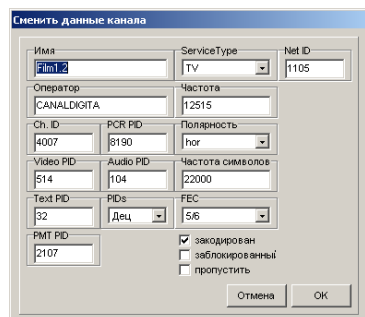 Сменить данные канала
Имя
ServiceType
Net ID
Film1.2
TV
1105
Оператор
Частота
CANALDIGITA
12515
Ch. ID
PCR PID
Полярность
4007
8190
hor
Video PID
Audio PID
Частота символов
514
104
22000
Text PID
PIDs
FEC
32
Дец
5/6
PMT PID
2107
закодирован
заблокированный
пропустить
Отмена
OK